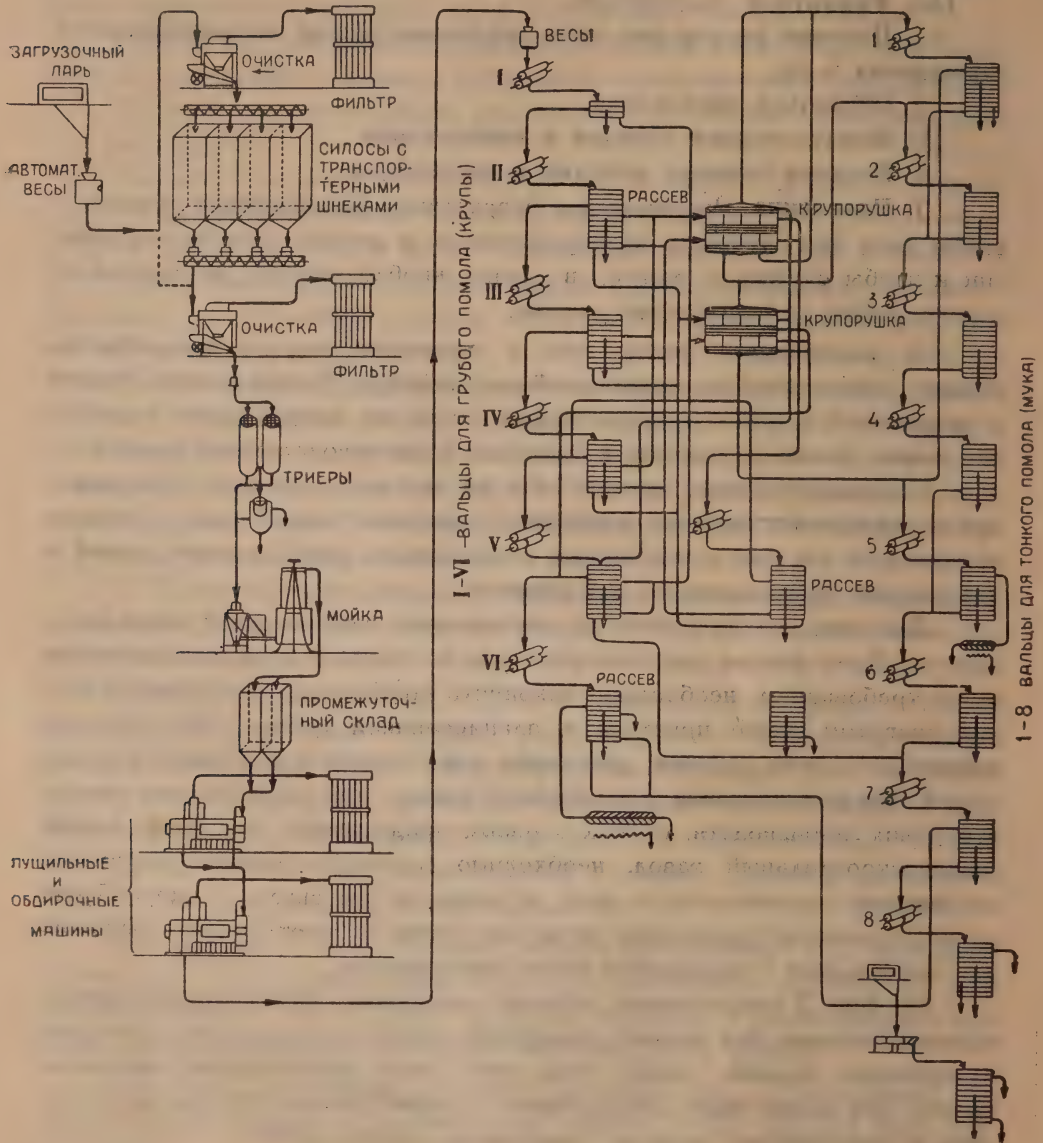 ЗАГРУЗОЧНЫЙ
ЛАРЬ
АВТОМАТ.
ВЕСЫ
ОЧИСТКА
ФИЛЬТР
СИЛОСЫ С
ТРАНСПОР-
ТЕРНЫМИ
ШНЕКАМИ
ОЧИСТКА
ФИЛЬТР
ТРИЕРЫ
МОЙКА
ПРОМЕЖУТОЧ-
НЫЙ СКЛАД
ЛУЩИЛЬНЫЕ
И
ОБДИРОЧНЫЕ
МАШИНЫ
I-VI –ВАЛЬЦЫ ДЛЯ ГРУБОГО ПОМОЛА (КРУПЫ)
ВЕСЫ
I
II
РАССЕВ
III
IV
V
VI
РАССЕВ
КРУПОРУШКА
КРУПОРУШКА
РАССЕВ
1
2
3
4
5
6
7
8
1–8 ВАЛЬЦЫ ДЛЯ ТОНКОГО ПОМОЛА (МУКА)